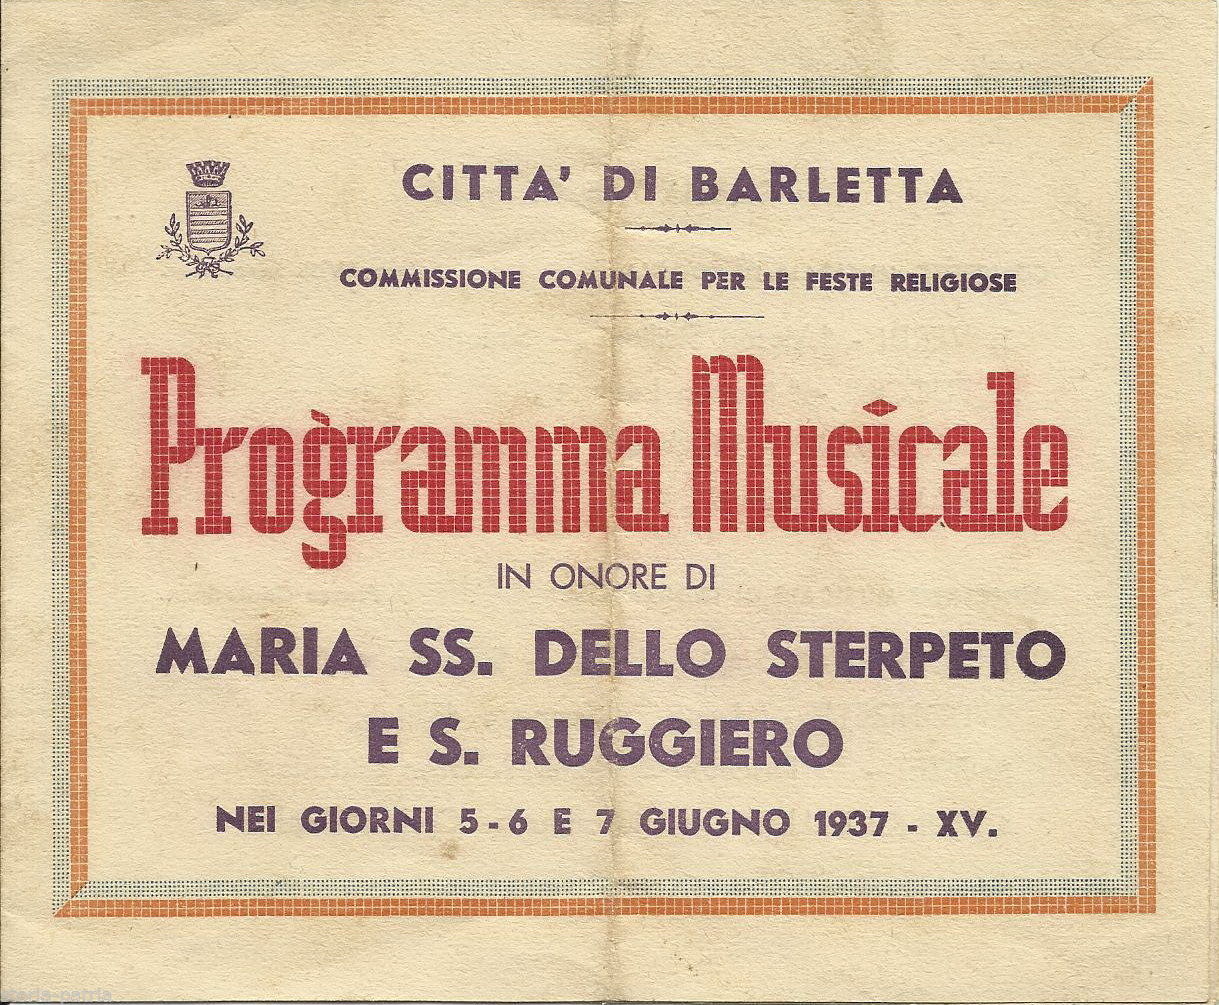 CITTA' DI BARLETTA
COMMISSIONE COMUNALE PER LE FESTE RELIGIOSE
Programma Musicale
IN ONORE DI
MARIA SS. DELLO STERPETO
E S. RUGGIERO
NEI GIORNI 5-6 E 7 GIUGNO 1937 - XV.